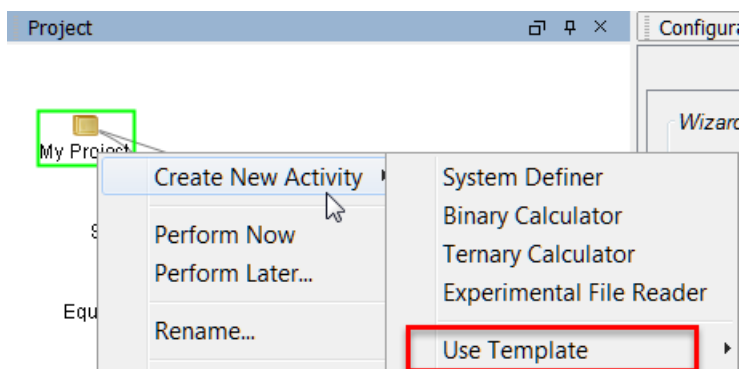 Project
Configura
Wizard
My Project
Create New Activity
System Definer
Binary Calculator
Perform Now
Ternary Calculator
Perform Later...
Experimental File Reader
Equ
Rename...
Use Template